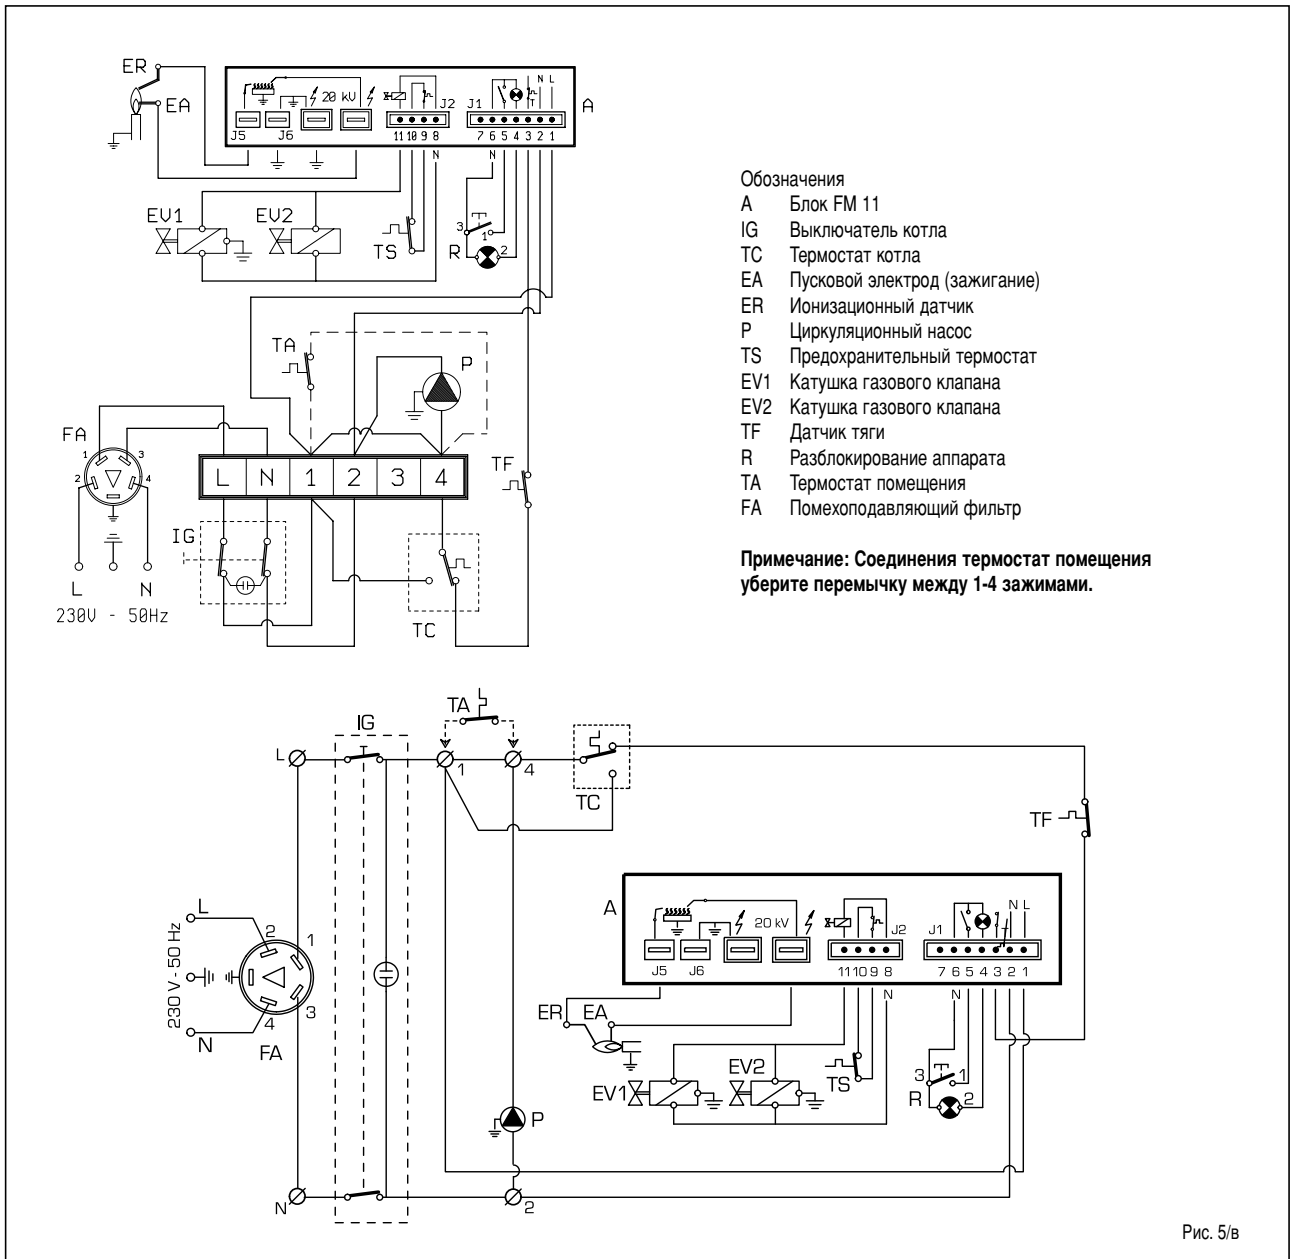 ER
EA
20 kV
N L
J5
J6
J2
J1
A
11 10 9 8
7 6 5 4 3 2 1
N
N
EV1
EV2
TS
3
1
R
2
TA
P
FA
1
3
2
4
L N 1 2 3 4
TF
IG
L
N
230V - 50Hz
TC
Обозначения
A Блок FM 11
IG Выключатель котла
TC Термостат котла
EA Пусковой электрод (зажигание)
ER Ионизационный датчик
P Циркуляционный насос
TS Предохранительный термостат
EV1 Катушка газового клапана
EV2 Катушка газового клапана
TF Датчик тяги
R Разблокирование аппарата
TA Термостат помещения
FA Помехоподавляющий фильтр
Примечание: Соединения термостат помещения
уберите перемычку между 1-4 зажимами.
TA
IG
L
1
4
TC
TF
A
20 kV
N L
J5
J6
J2
J1
11 10 9 8
7 6 5 4 3 2 1
N
N
L
2
1
230 V - 50 Hz
4
3
N
FA
ER
EA
EV1
EV2
TS
3
1
R
2
P
N
2
Рис. 5/в